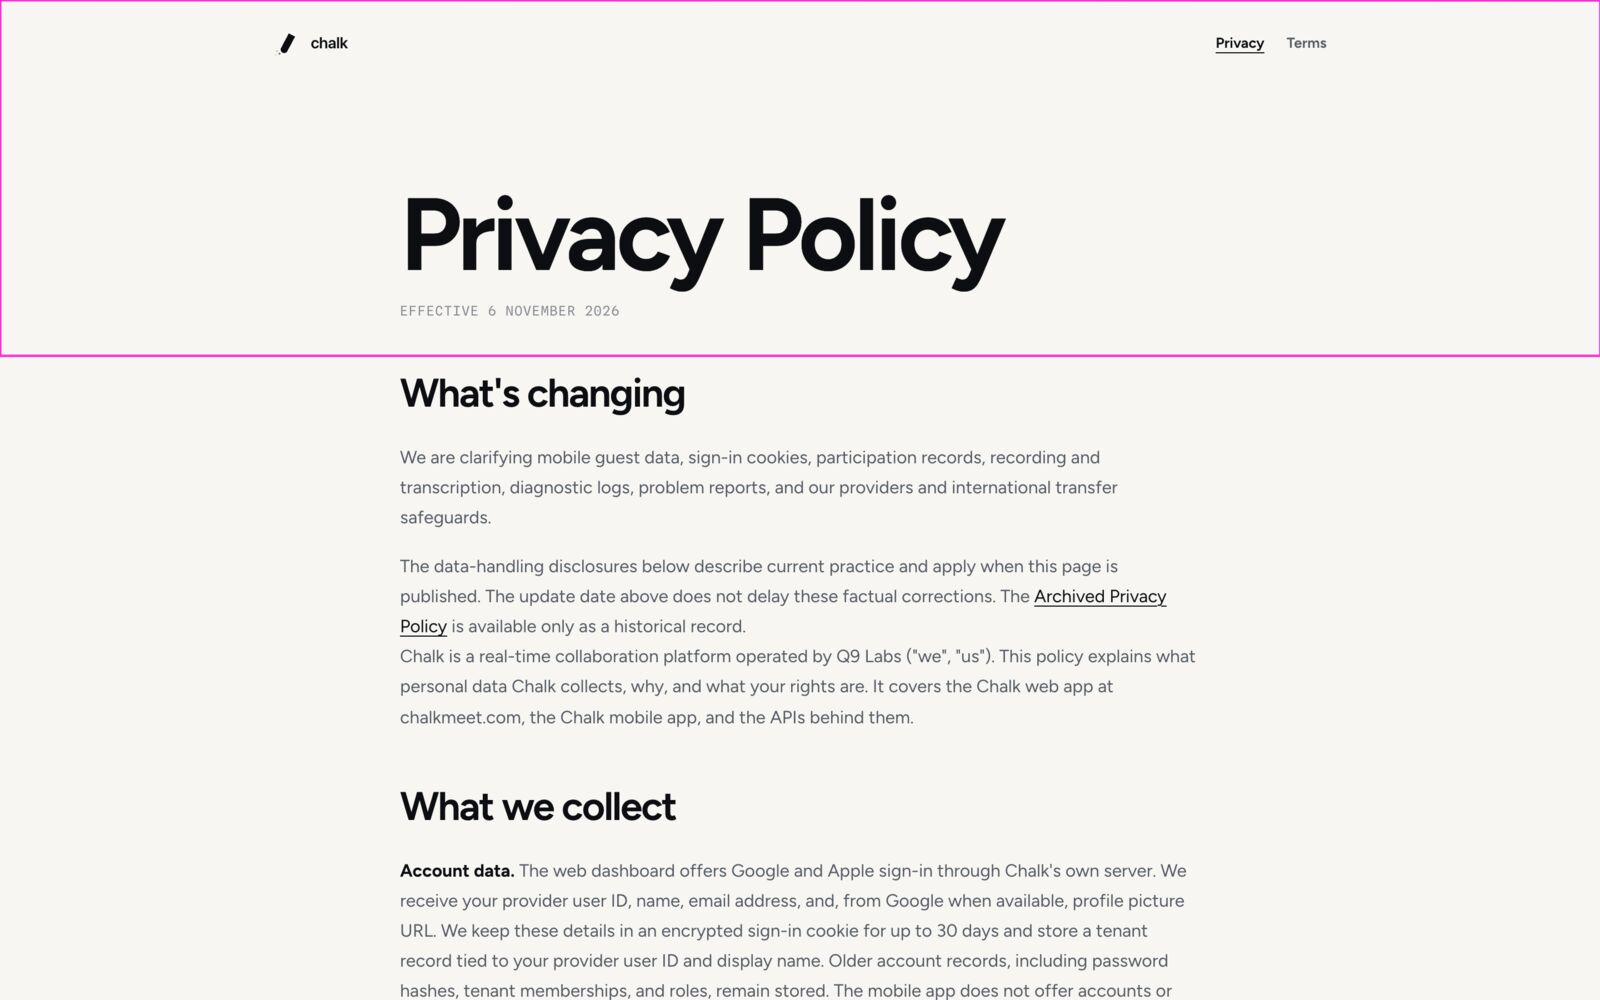 chalk
Privacy Terms
Privacy Policy
EFFECTIVE 6 NOVEMBER 2026
What's changing
We are clarifying mobile guest data, sign-in cookies, participation records, recording and
transcription, diagnostic logs, problem reports, and our providers and international transfer
safeguards.
The data-handling disclosures below describe current practice and apply when this page is
published. The update date above does not delay these factual corrections. The Archived Privacy
Policy is available only as a historical record.
Chalk is a real-time collaboration platform operated by Q9 Labs ("we", "us"). This policy explains what
personal data Chalk collects, why, and what your rights are. It covers the Chalk web app at
chalkmeet.com, the Chalk mobile app, and the APIs behind them.
What we collect
Account data. The web dashboard offers Google and Apple sign-in through Chalk's own server. We
receive your provider user ID, name, email address, and, from Google when available, profile picture
URL. We keep these details in an encrypted sign-in cookie for up to 30 days and store a tenant
record tied to your provider user ID and display name. Older account records, including password
hashes, tenant memberships, and roles, remain stored. The mobile app does not offer accounts or